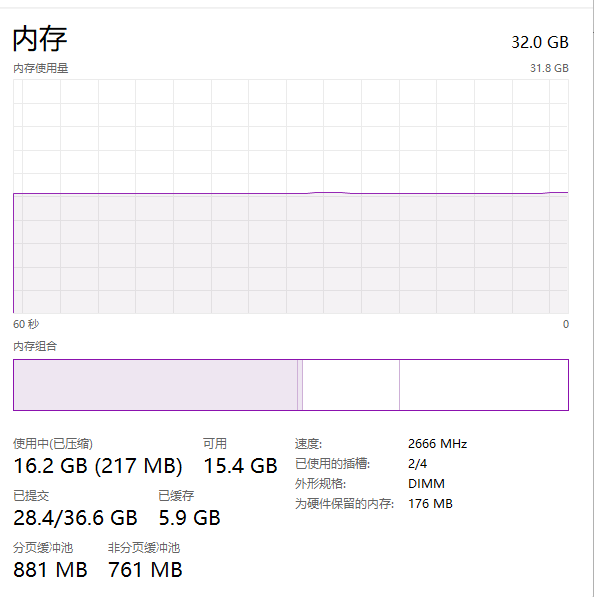 内存 32.0 GB
内存使用量 31.8 GB
60 秒 0
内存组合
使用中(已压缩) 可用
16.2 GB (217 MB) 15.4 GB
已提交 已缓存
28.4/36.6 GB 5.9 GB
分页缓冲池 非分页缓冲池
881 MB 761 MB
速度: 2666 MHz
已使用的插槽: 2/4
外形规格: DIMM
为硬件保留的内存: 176 MB